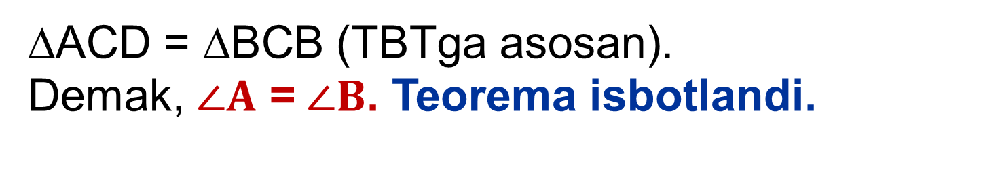 ∆ACD = ∆BCB (TBTga asosan).
Demak, ∠A = ∠B. Teorema isbotlandi.